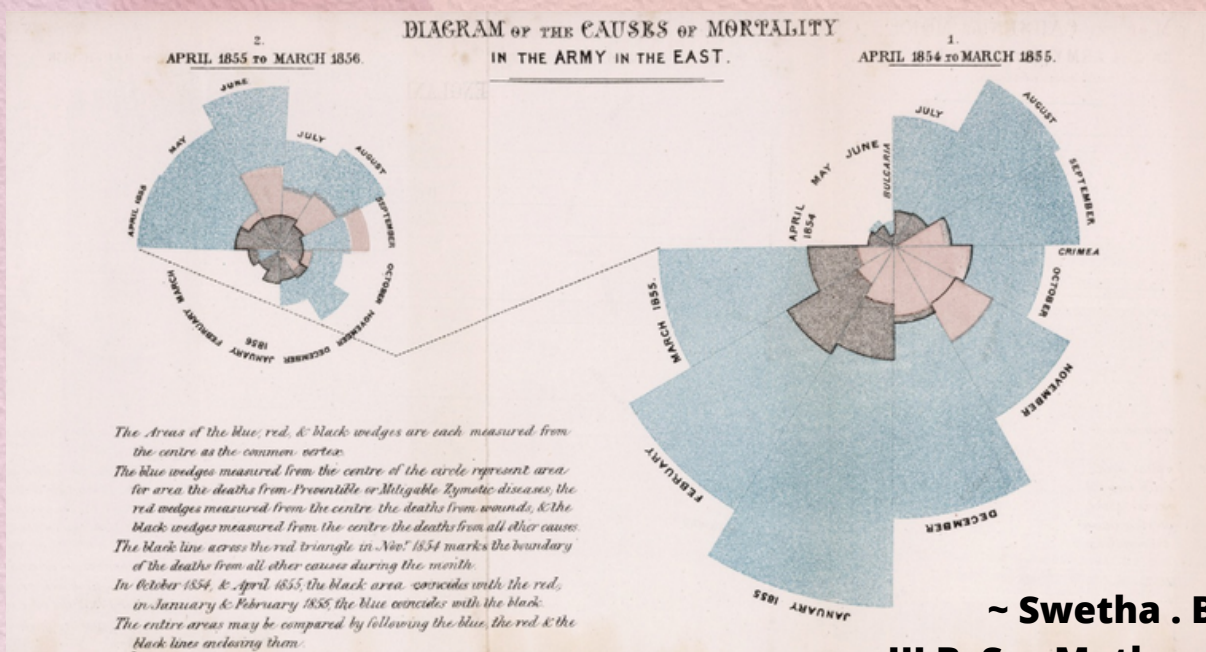 DIAGRAM OF THE CAUSES OF MORTALITY
IN THE ARMY IN THE EAST.
2.
APRIL 1855 TO MARCH 1856.
1.
APRIL 1854 TO MARCH 1855.
APRIL 1855
MAY
JUNE
JULY
AUGUST
SEPTEMBER
OCTOBER
NOVEMBER
DECEMBER
JANUARY
1856
FEBRUARY
MARCH
APRIL
1854
MAY
JUNE
BULGARIA
JULY
AUGUST
SEPTEMBER
CRIMEA
OCTOBER
NOVEMBER
DECEMBER
JANUARY 1855
FEBRUARY
MARCH 1855.
The Areas of the blue, red, & black wedges are each measured from
the centre as the common vertex.
The blue wedges measured from the centre of the circle represent area
for area the deaths from Preventible or Mitigable Zymotic diseases, the
red wedges measured from the centre the deaths from wounds, & the
black wedges measured from the centre the deaths from all other causes.
The black line across the red triangle in Novr. 1854 marks the boundary
of the deaths from all other causes during the month.
In October 1854, & April 1855, the black area coincides with the red,
in January & February 1855, the blue coincides with the black.
The entire areas may be compared by following the blue, the red & the
black lines enclosing them.
~ Swetha . B